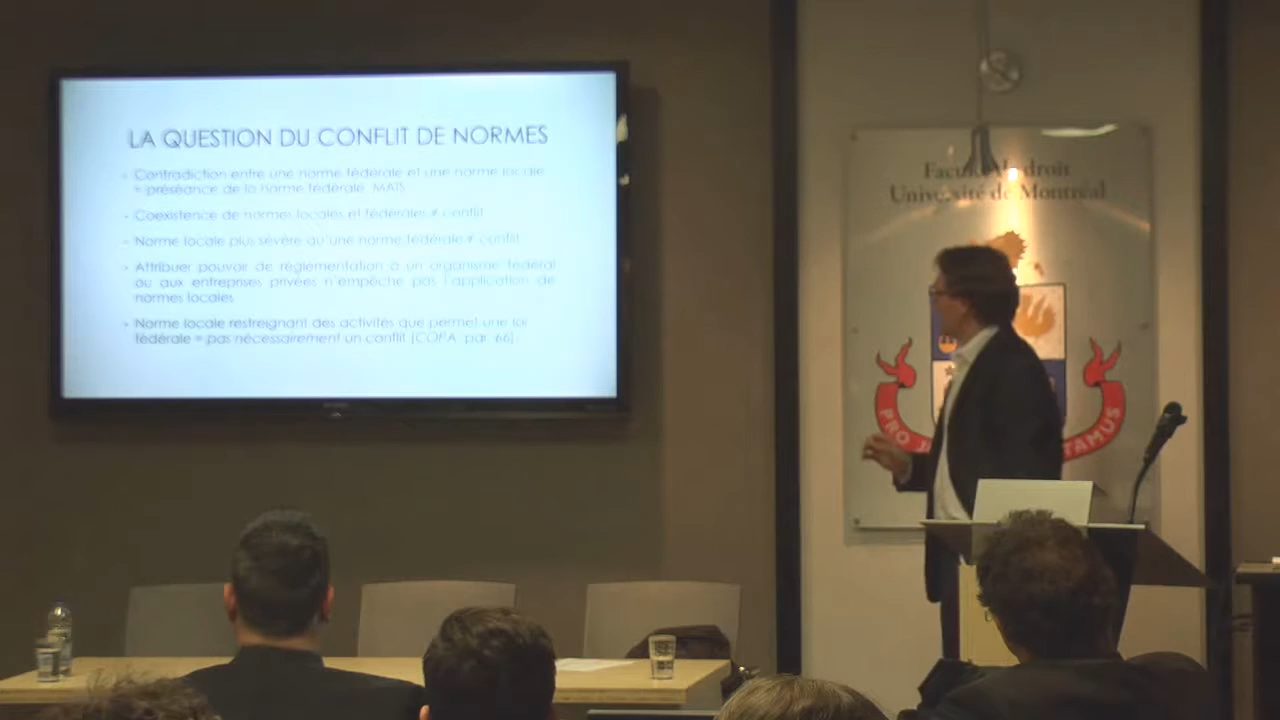 LA QUESTION DU CONFLIT DE NORMES
- Contradiction entre une norme fédérale et une norme locale
= préséance de la norme fédérale. MAIS
- Coexistence de normes locales et fédérales ≠ conflit
- Norme locale plus sévère qu'une norme fédérale ≠ conflit
- Attribuer pouvoir de réglementation à un organisme fédéral
ou aux entreprises privées n'empêche pas l'application de
normes locales
- Norme locale restreignant des activités que permet une loi
fédérale = pas nécessairement un conflit (COPA, par. 66)
Faculté de droit
Université de Montréal
PRO
TAMUS